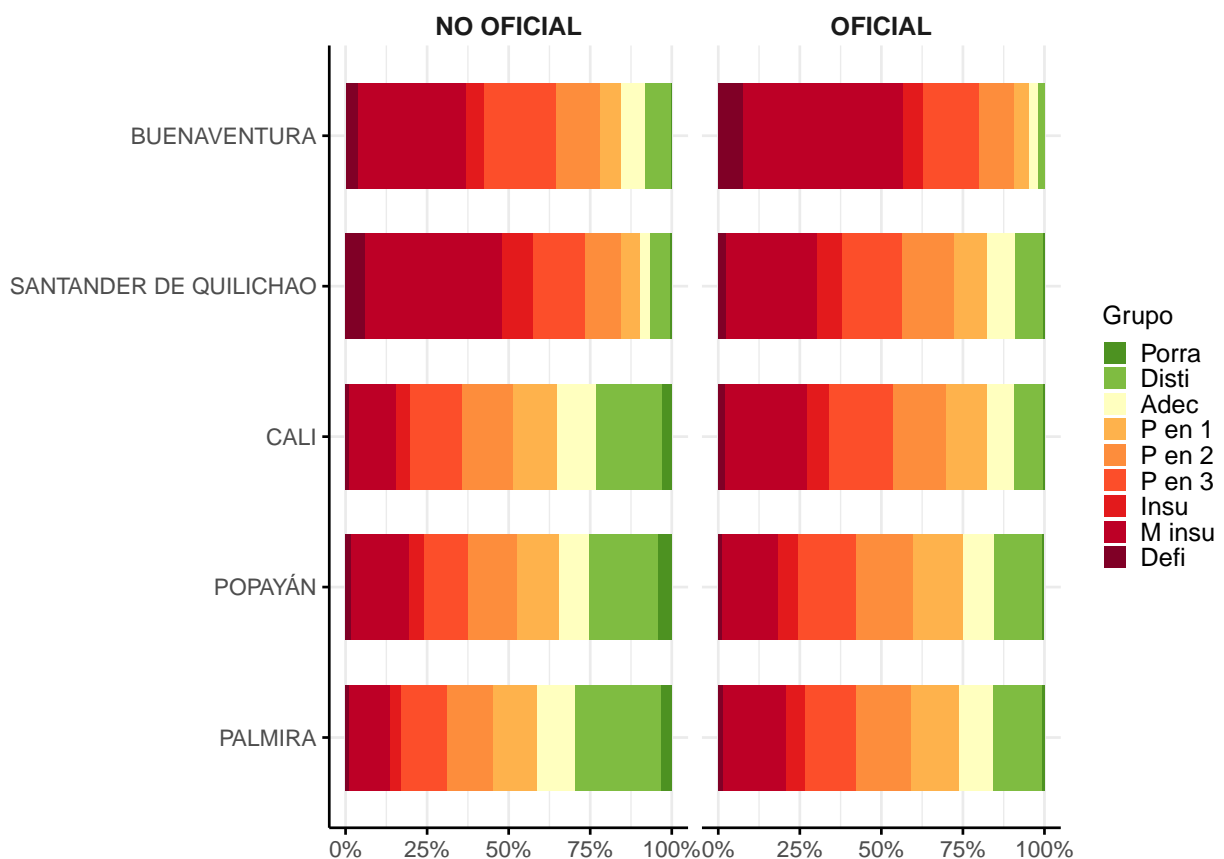 NO OFICIAL
OFICIAL
BUENAVENTURA
SANTANDER DE QUILICHAO
CALI
POPAYÁN
PALMIRA
0% 25% 50% 75% 100%
0% 25% 50% 75% 100%
Grupo
Porra
Disti
Adec
P en 1
P en 2
P en 3
Insu
M insu
Defi